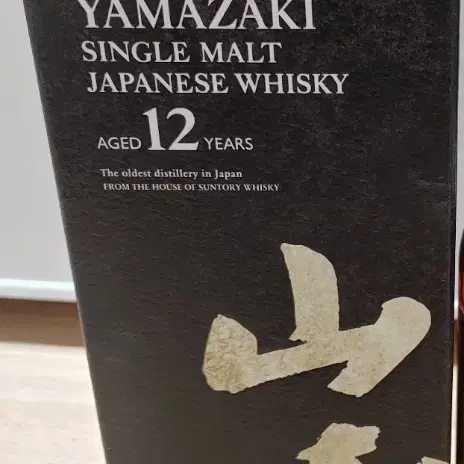 YAMAZAKI
SINGLE MALT
JAPANESE WHISKY
AGED 12 YEARS
The oldest distillery in Japan
FROM THE HOUSE OF SUNTORY WHISKY
山